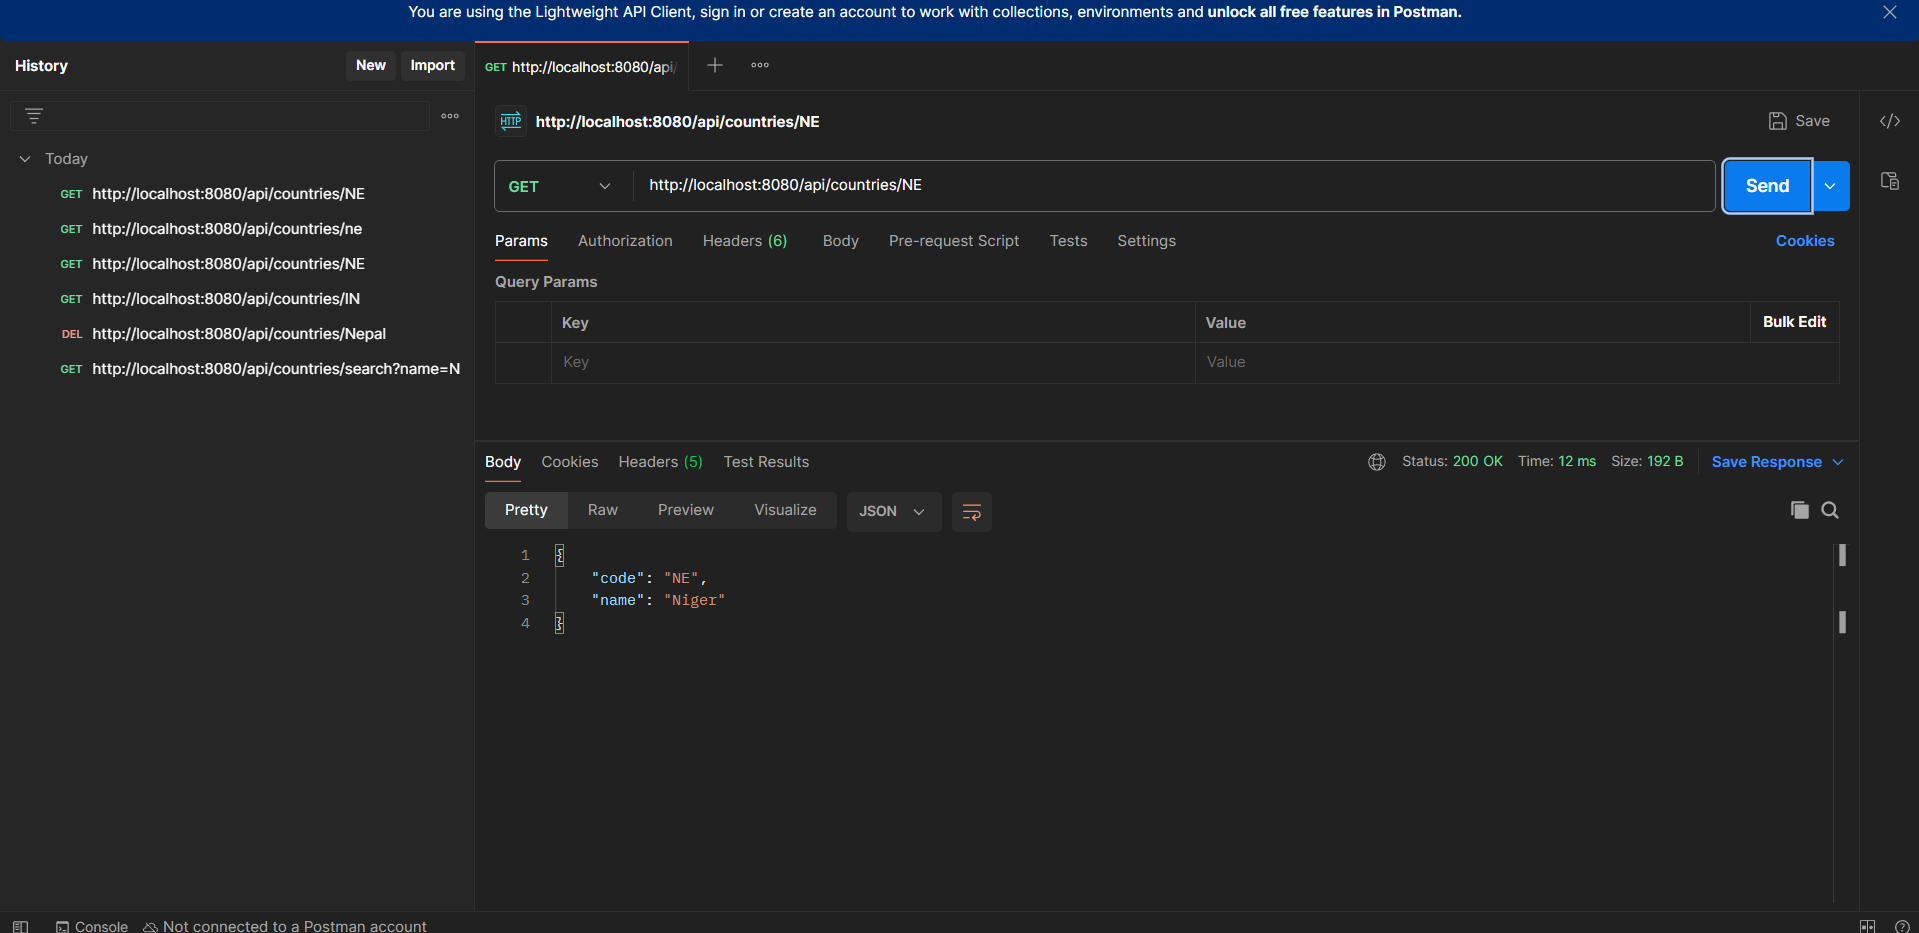 You are using the Lightweight API Client, sign in or create an account to work with collections, environments and unlock all free features in Postman.
History
New
Import
GET http://localhost:8080/api/
Today
GET http://localhost:8080/api/countries/NE
GET http://localhost:8080/api/countries/ne
GET http://localhost:8080/api/countries/NE
GET http://localhost:8080/api/countries/IN
DEL http://localhost:8080/api/countries/Nepal
GET http://localhost:8080/api/countries/search?name=N
HTTP http://localhost:8080/api/countries/NE
Save
</>
GET http://localhost:8080/api/countries/NE
Send
Params Authorization Headers (6) Body Pre-request Script Tests Settings Cookies
Query Params
Key Value Bulk Edit
Key Value
Body Cookies Headers (5) Test Results Status: 200 OK Time: 12 ms Size: 192 B Save Response
Pretty Raw Preview Visualize JSON
1 {
2 "code": "NE",
3 "name": "Niger"
4 }
Console Not connected to a Postman account